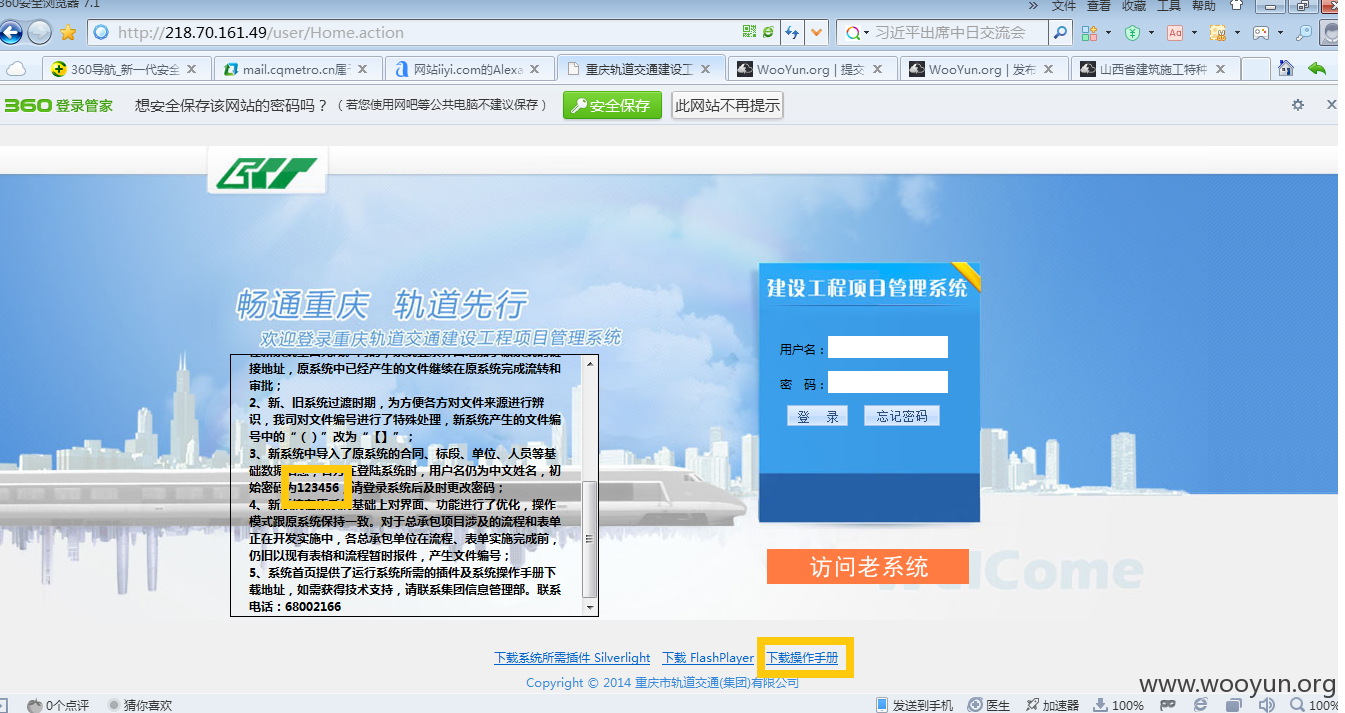 360安全浏览器 7.1
» 文件 查看 收藏 工具 帮助
http://218.70.161.49/user/Home.action
习近平出席中日交流会
360导航_新一代安全
mail.cqmetro.cn属于
网站iiyi.com的Alexa
重庆轨道交通建设工
WooYun.org | 提交
WooYun.org | 发布
山西省建筑施工特种
360 登录管家 想安全保存该网站的密码吗？（若您使用网吧等公共电脑不建议保存）
安全保存
此网站不再提示
畅通重庆 轨道先行
欢迎登录重庆轨道交通建设工程项目管理系统
接地址，原系统中已经产生的文件继续在原系统完成流转和
审批；
2、新、旧系统过渡时期，为方便各方对文件来源进行辨
识，我司对文件编号进行了特殊处理，新系统产生的文件编
号中的“（）”改为“【】”；
3、新系统中导入了原系统的合同、标段、单位、人员等基
础数据 在登陆系统时，用户名仍为中文姓名，初
始密码为123456 请登录系统后及时更改密码；
4、新 基础上对界面、功能进行了优化，操作
模式跟原系统保持一致。对于总承包项目涉及的流程和表单
正在开发实施中，各总承包单位在流程、表单实施完成前，
仍旧以现有表格和流程暂时报件，产生文件编号；
5、系统首页提供了运行系统所需的插件及系统操作手册下
载地址，如需获得技术支持，请联系集团信息管理部。联系
电话：68002166
建设工程项目管理系统
用户名：
密 码：
登 录
忘记密码
访问老系统
WelCome
下载系统所需插件 Silverlight 下载 FlashPlayer 下载操作手册
Copyright © 2014 重庆市轨道交通(集团)有限公司
www.wooyun.org
0个点评 猜你喜欢 发送到手机 医生 加速器 100% 100%